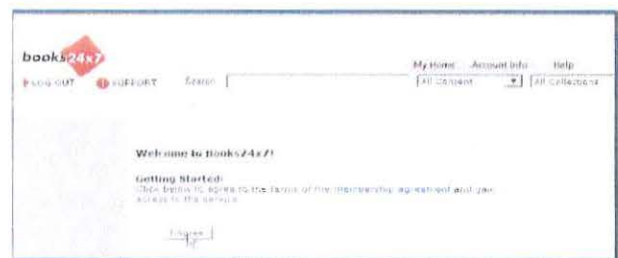 books24x7
My Home Account Info Help
LOG OUT SUPPORT Search All Content All Collections
Welcome to Books24x7!
Getting Started:
Click below to agree to the terms of the membership agreement and gain
access to the service.
I Agree